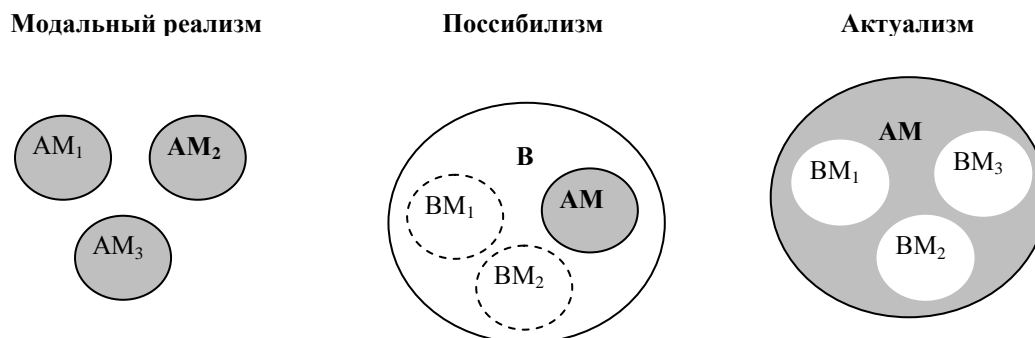 Модальный реализм
Поссибилизм
Актуализм
AM₁
AM₂
AM₃
В
BM₁
AM
BM₂
AM
BM₁
BM₃
BM₂